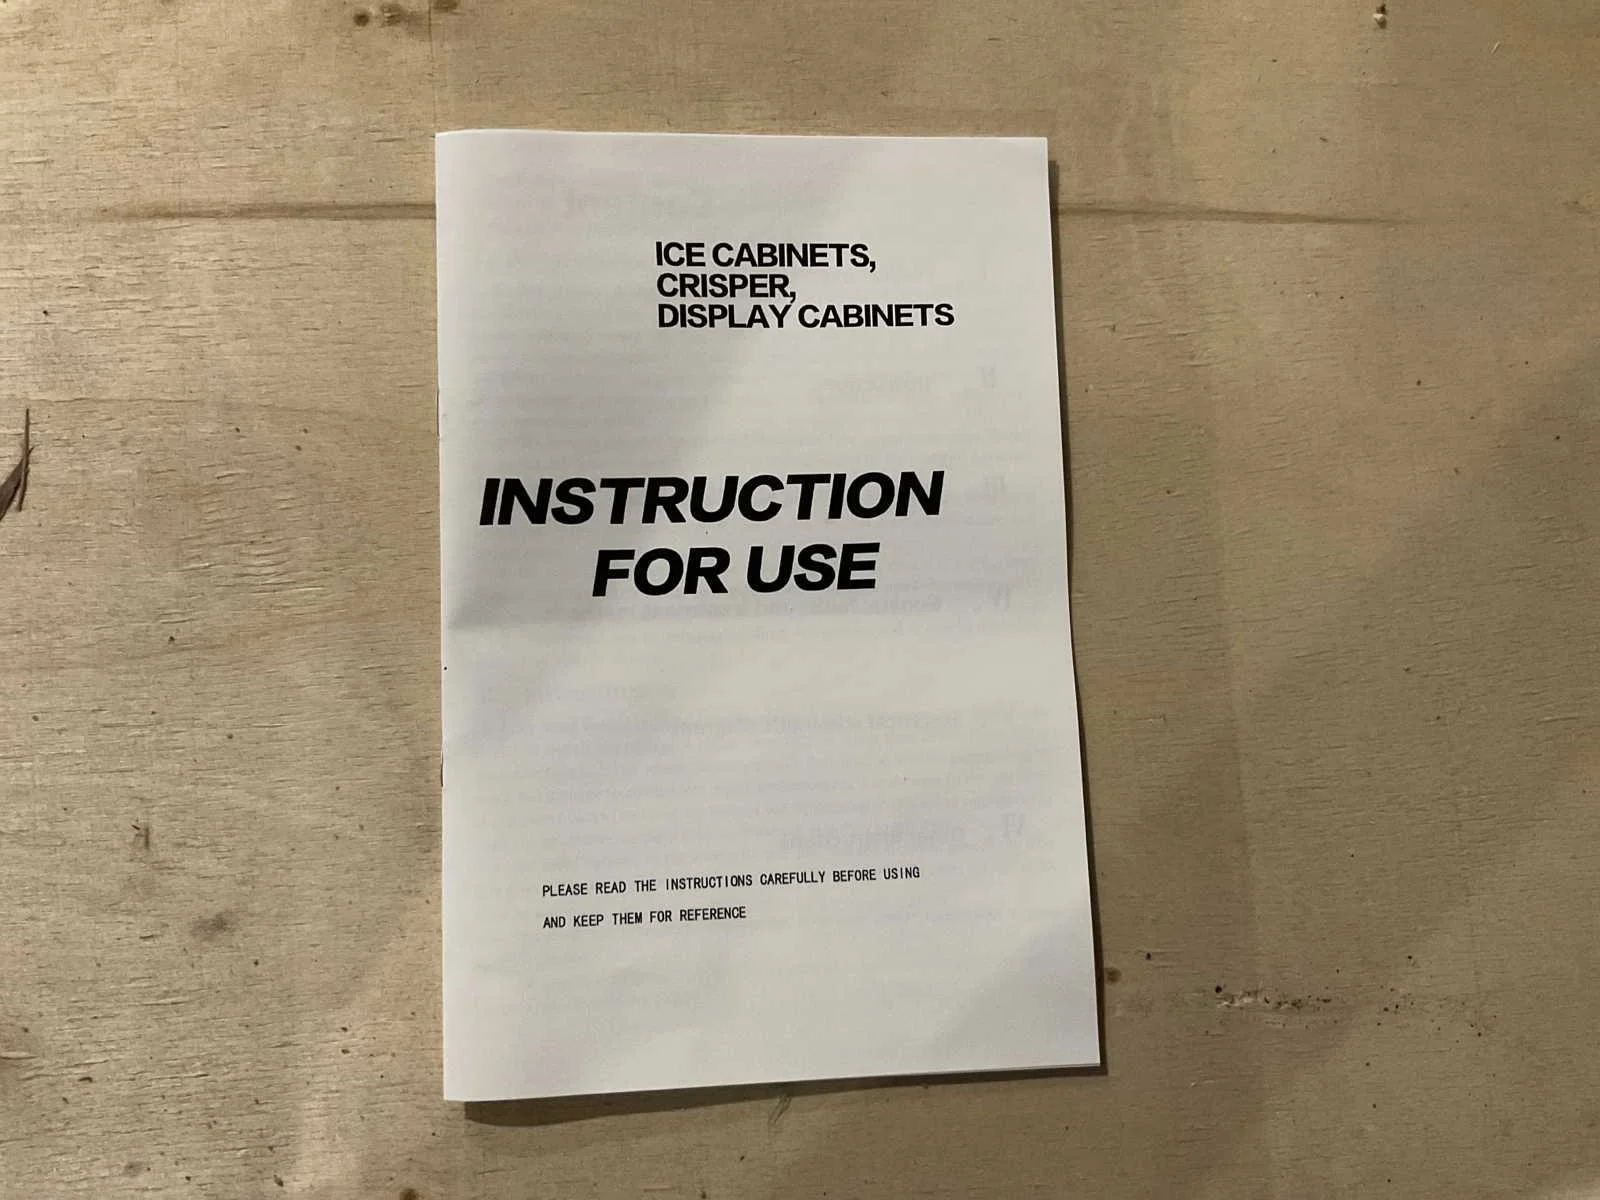 ICE CABINETS,
CRISPER,
DISPLAY CABINETS
INSTRUCTION
FOR USE
PLEASE READ THE INSTRUCTIONS CAREFULLY BEFORE USING
AND KEEP THEM FOR REFERENCE